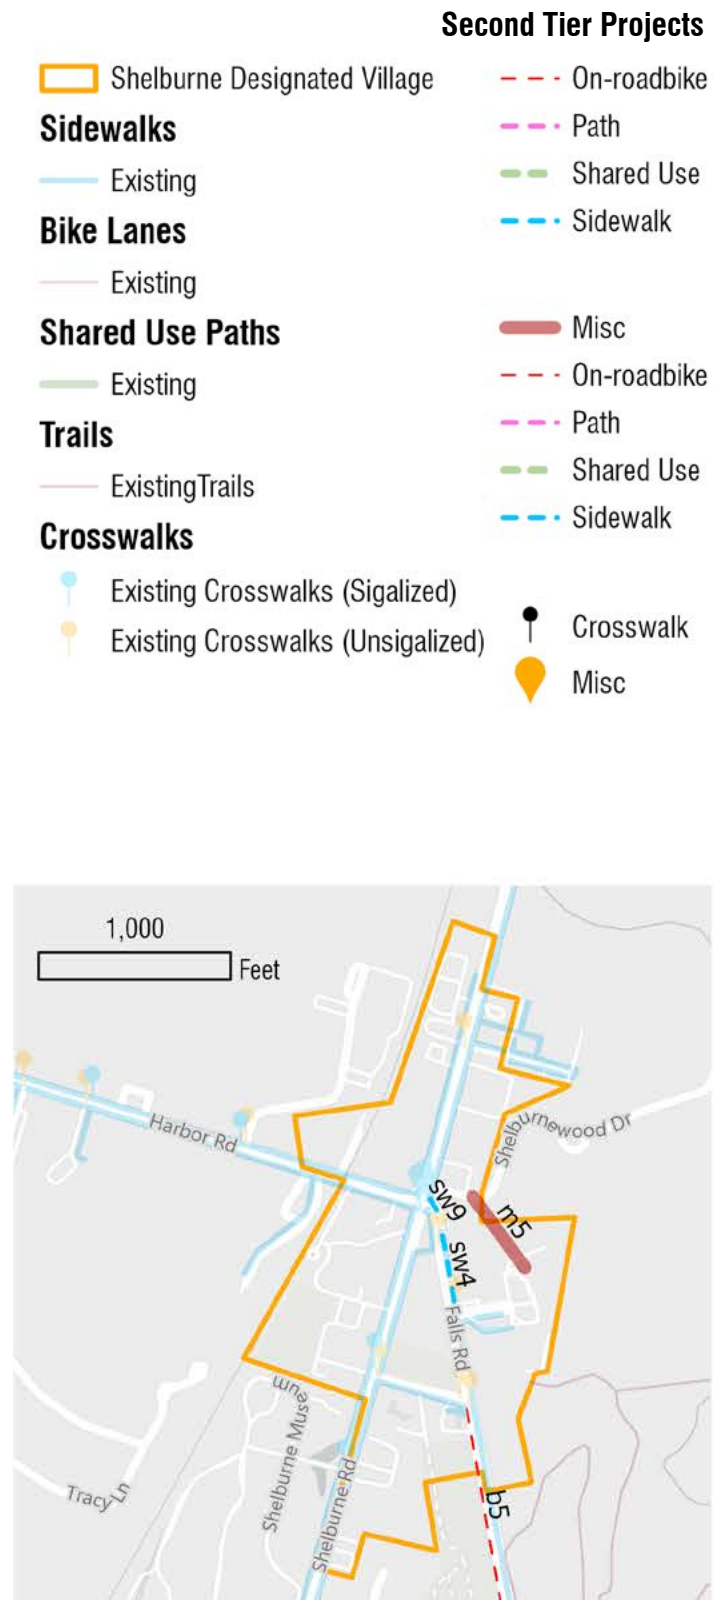 Second Tier Projects
Shelburne Designated Village
Sidewalks
Existing
Bike Lanes
Existing
Shared Use Paths
Existing
Trails
ExistingTrails
Crosswalks
Existing Crosswalks (Sigalized)
Existing Crosswalks (Unsigalized)
On-roadbike
Path
Shared Use
Sidewalk
Misc
On-roadbike
Path
Shared Use
Sidewalk
Crosswalk
Misc
1,000
Feet
Harbor Rd
Shelburnewood Dr
sw9
m5
sw4
Falls Rd
Shelburne Museum
Tracy Ln
Shelburne Rd
b5